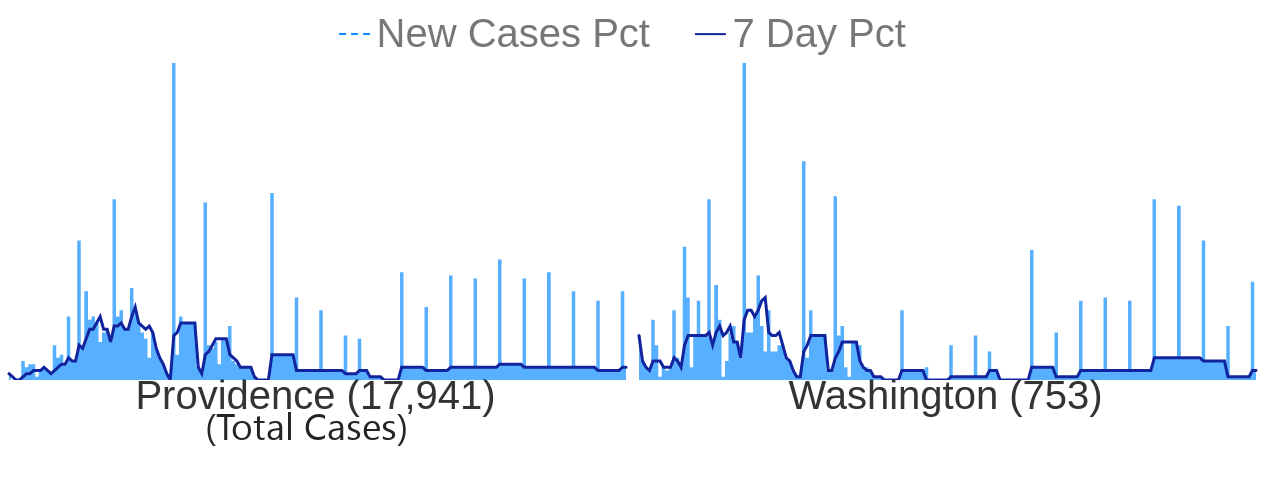 New Cases Pct 7 Day Pct
Providence (17,941) Washington (753)
(Total Cases)